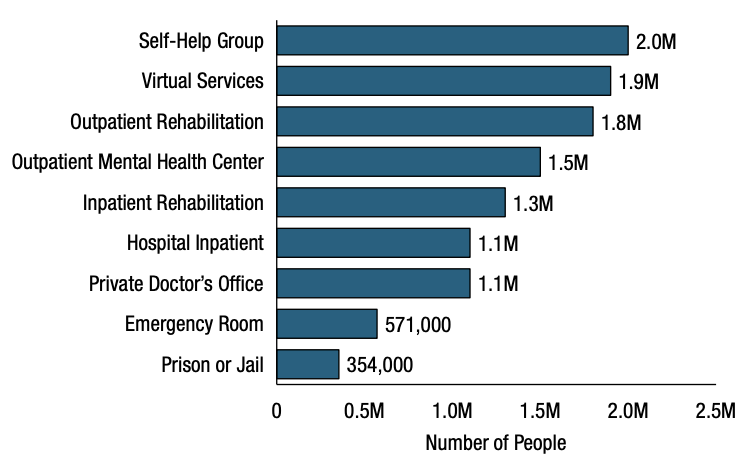 Self-Help Group 2.0M
Virtual Services 1.9M
Outpatient Rehabilitation 1.8M
Outpatient Mental Health Center 1.5M
Inpatient Rehabilitation 1.3M
Hospital Inpatient 1.1M
Private Doctor’s Office 1.1M
Emergency Room 571,000
Prison or Jail 354,000
0 0.5M 1.0M 1.5M 2.0M 2.5M
Number of People